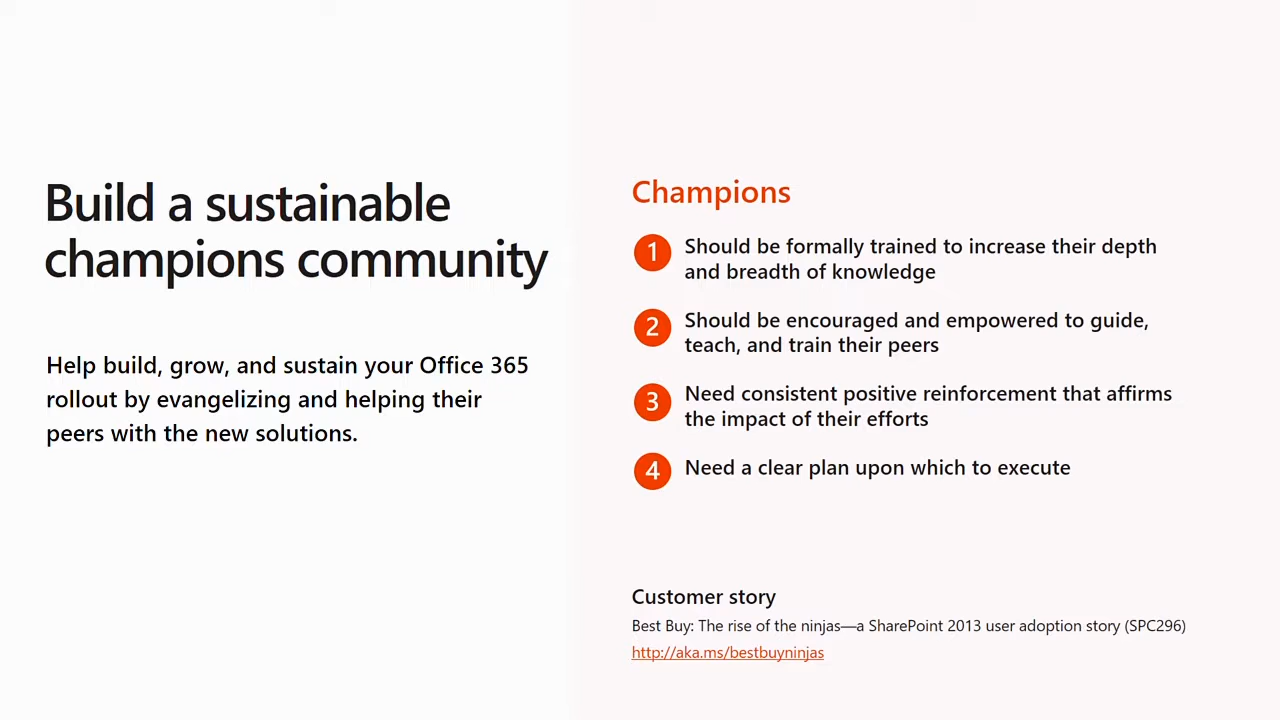 Build a sustainable
champions community
Help build, grow, and sustain your Office 365
rollout by evangelizing and helping their
peers with the new solutions.
Champions
1 Should be formally trained to increase their depth
and breadth of knowledge
2 Should be encouraged and empowered to guide,
teach, and train their peers
3 Need consistent positive reinforcement that affirms
the impact of their efforts
4 Need a clear plan upon which to execute
Customer story
Best Buy: The rise of the ninjas—a SharePoint 2013 user adoption story (SPC296)
http://aka.ms/bestbuyninjas